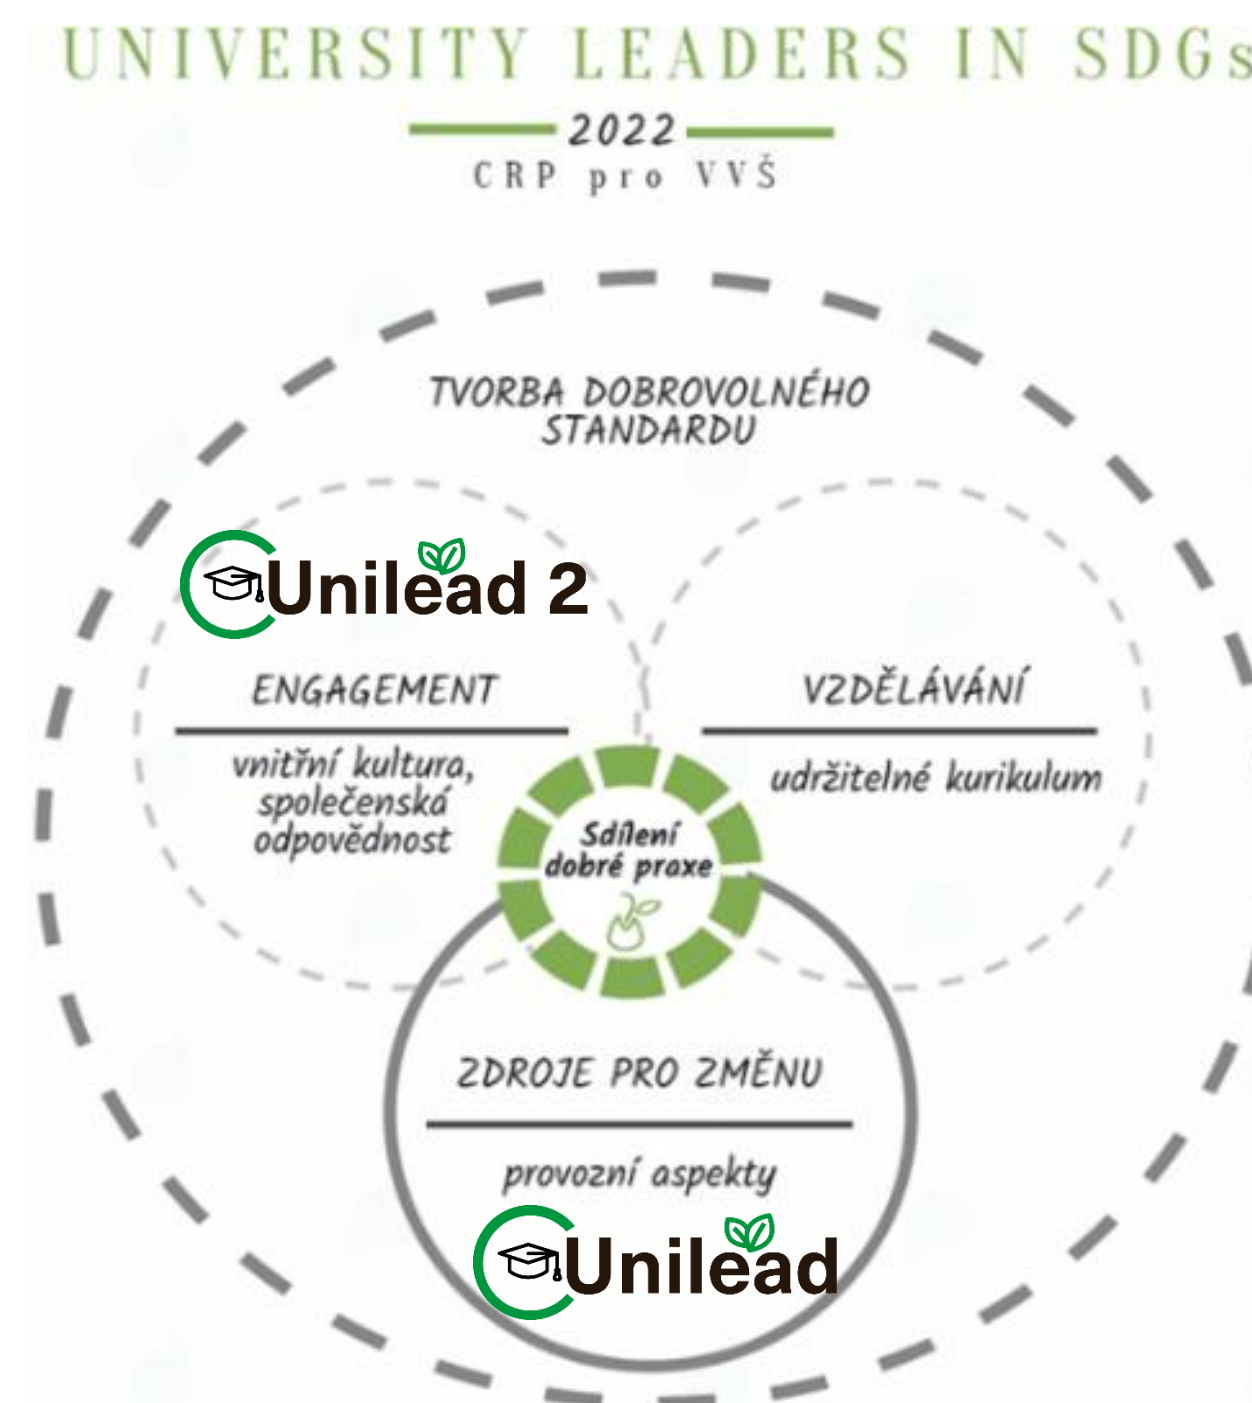 UNIVERSITY LEADERS IN SDGs
2022
CRP pro VVŠ
TVORBA DOBROVOLNÉHO
STANDARDU
Unilead 2
ENGAGEMENT
vnitřní kultura,
společenská
odpovědnost
VZDĚLÁVÁNÍ
udržitelné kurikulum
Sdílení
dobré praxe
ZDROJE PRO ZMĚNU
provozní aspekty
Unilead